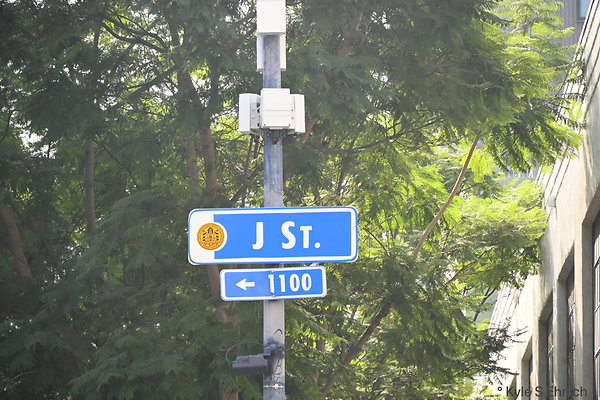 J ST.
← 1100
° Kyle S Ehrlich